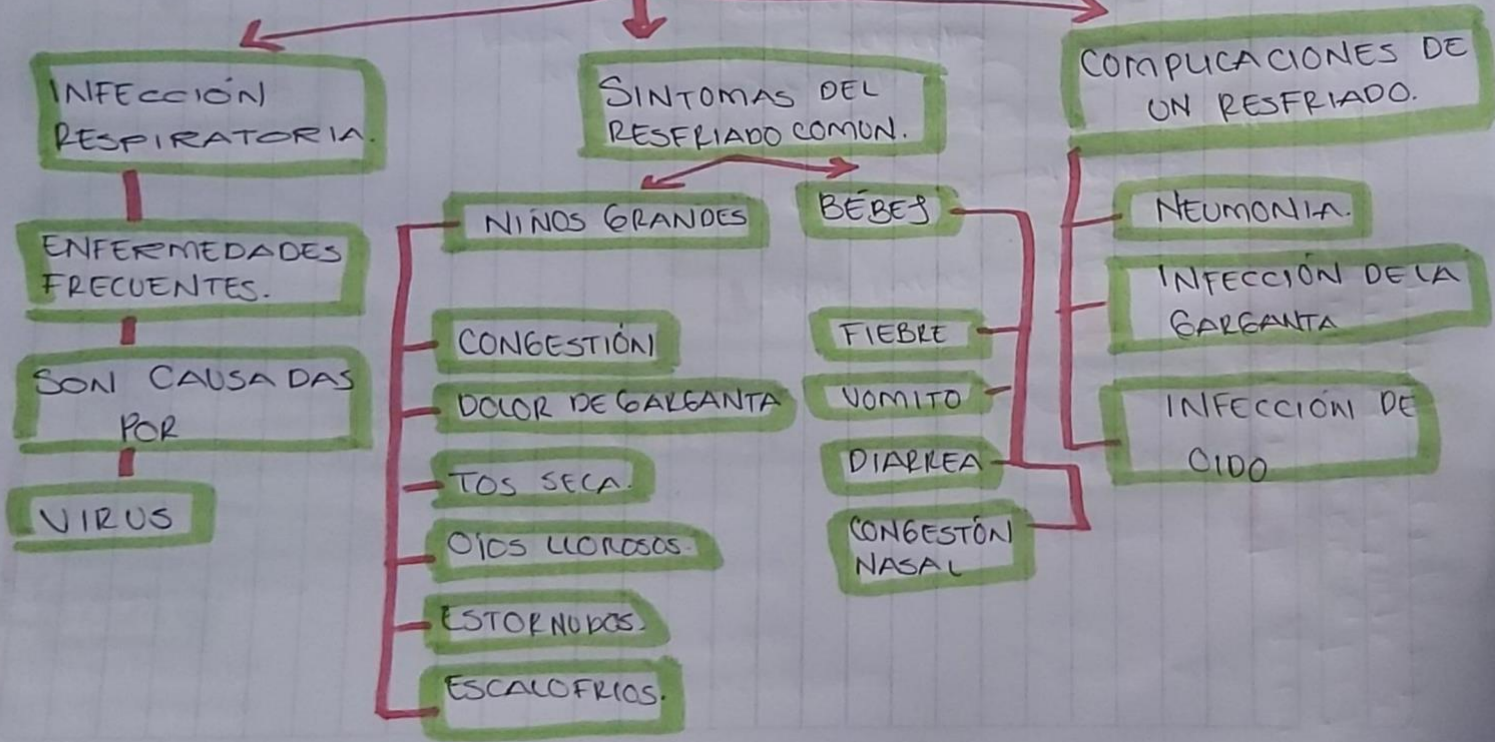 INFECCIÓN
RESPIRATORIA.
ENFERMEDADES
FRECUENTES.
SON CAUSADAS
POR
VIRUS
SINTOMAS DEL
RESFRIADO COMUN.
NIÑOS GRANDES
CONGESTIÓN
DOLOR DE GARGANTA
TOS SECA.
OJOS LLOROSOS.
ESTORNUDOS.
ESCALOFRIOS.
BÉBES
FIEBRE
VOMITO
DIARREA
CONGESTÓN
NASAL
COMPLICACIONES DE
UN RESFRIADO.
NEUMONIA.
INFECCIÓN DE LA
GARGANTA
INFECCIÓN DE
OIDO